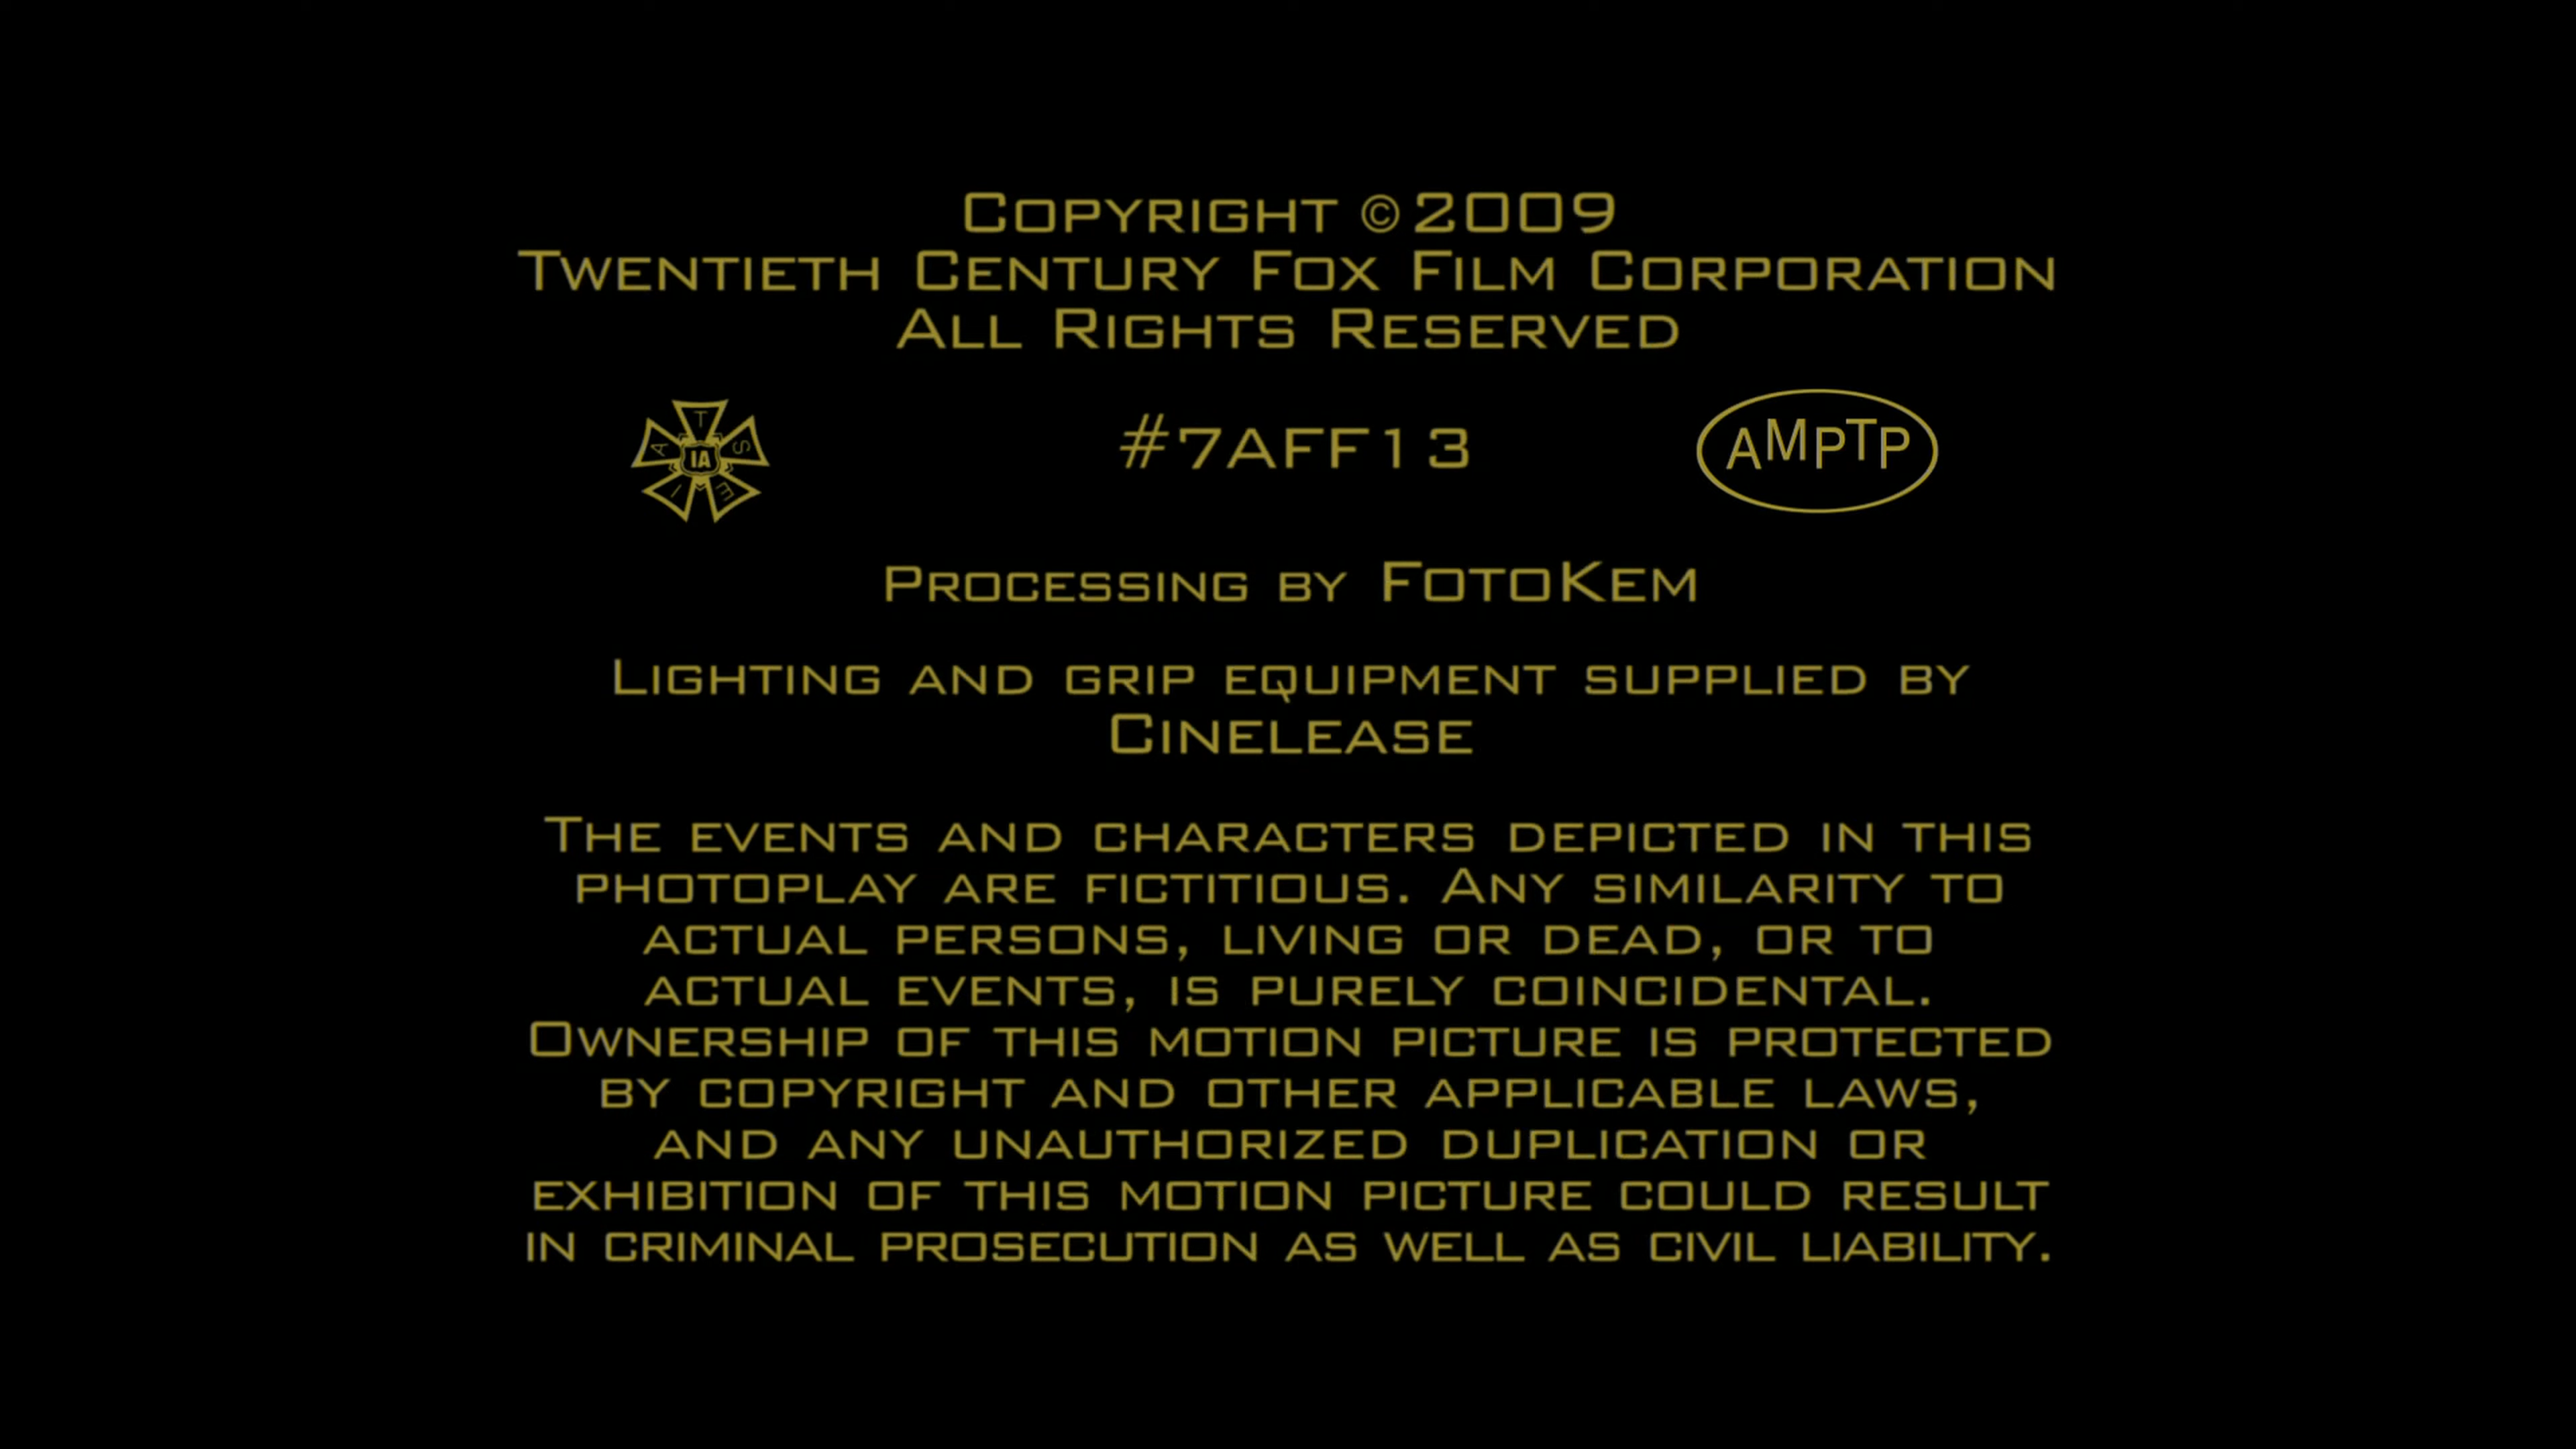 Copyright © 2009
Twentieth Century Fox Film Corporation
All Rights Reserved
IATSE IA
#7AFF13
AMPTP
Processing by FotoKem
Lighting and grip equipment supplied by
Cinelease
The events and characters depicted in this
photoplay are fictitious. Any similarity to
actual persons, living or dead, or to
actual events, is purely coincidental.
Ownership of this motion picture is protected
by copyright and other applicable laws,
and any unauthorized duplication or
exhibition of this motion picture could result
in criminal prosecution as well as civil liability.